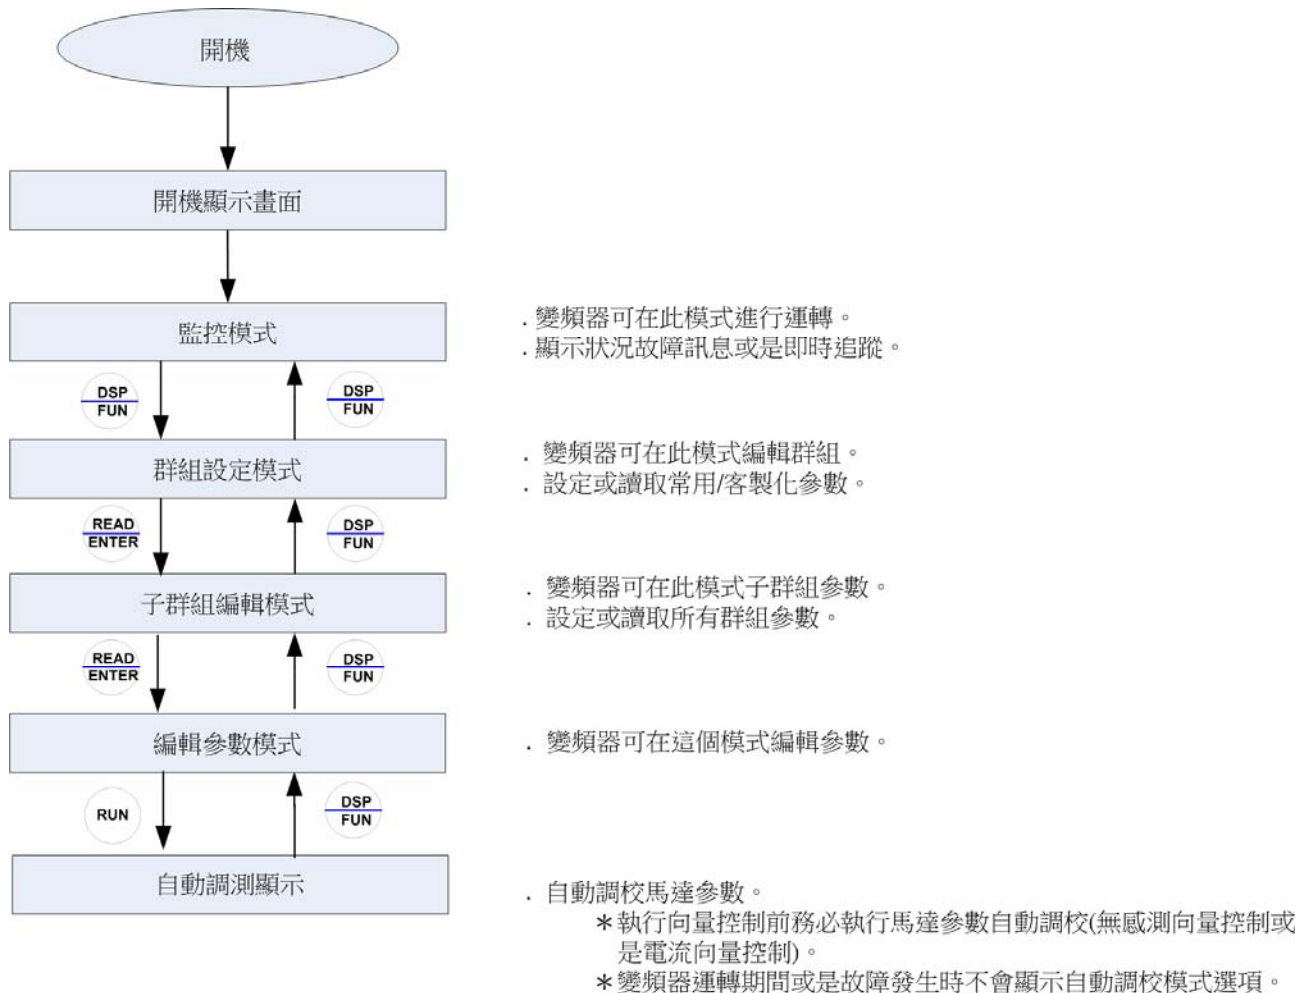 開機
開機顯示畫面
監控模式
. 變頻器可在此模式進行運轉。
. 顯示狀況故障訊息或是即時追蹤。
DSP
FUN
DSP
FUN
群組設定模式
. 變頻器可在此模式編輯群組。
. 設定或讀取常用/客製化參數。
READ
ENTER
DSP
FUN
子群組編輯模式
. 變頻器可在此模式子群組參數。
. 設定或讀取所有群組參數。
READ
ENTER
DSP
FUN
編輯參數模式
. 變頻器可在這個模式編輯參數。
RUN
DSP
FUN
自動調測顯示
. 自動調校馬達參數。
＊執行向量控制前務必執行馬達參數自動調校(無感測向量控制或
是電流向量控制)。
＊變頻器運轉期間或是故障發生時不會顯示自動調校模式選項。